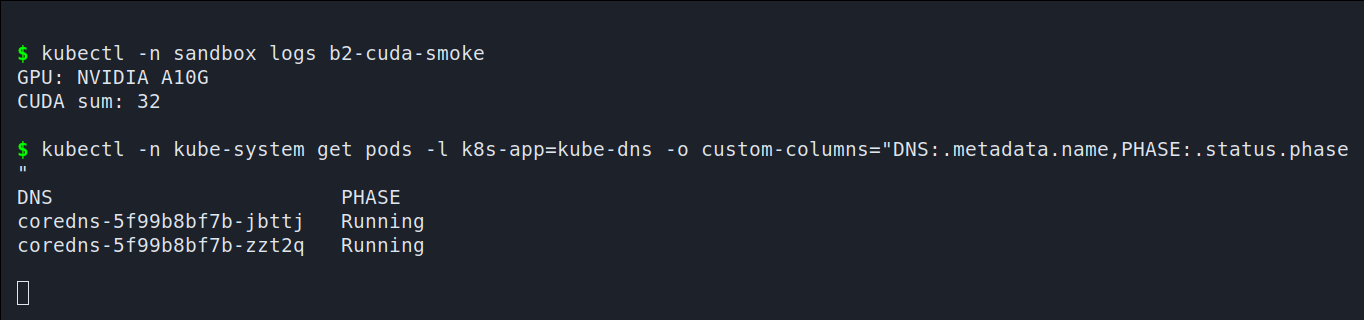 $ kubectl -n sandbox logs b2-cuda-smoke
GPU: NVIDIA A10G
CUDA sum: 32
$ kubectl -n kube-system get pods -l k8s-app=kube-dns -o custom-columns="DNS:.metadata.name,PHASE:.status.phase
"
DNS                        PHASE
coredns-5f99b8bf7b-jbttj   Running
coredns-5f99b8bf7b-zzt2q   Running